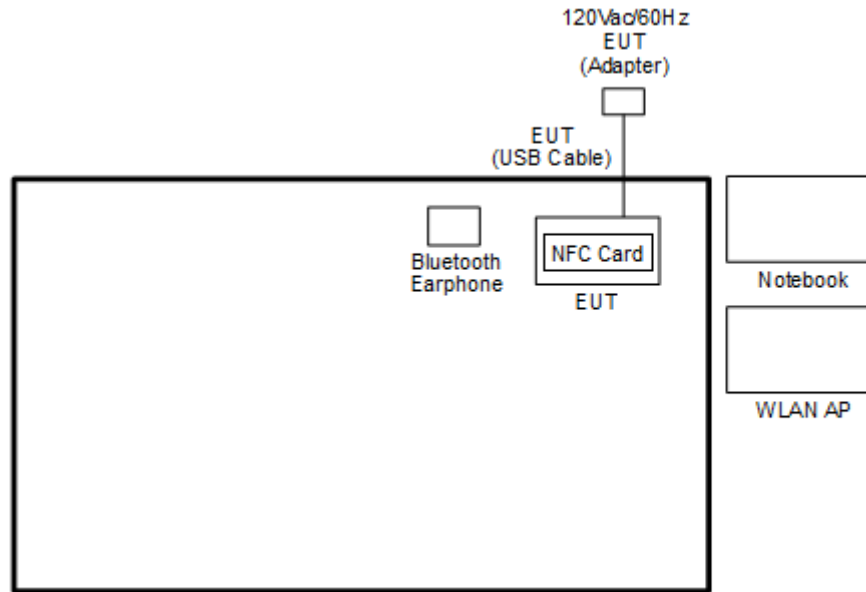 120Vac/60Hz
EUT
(Adapter)
EUT
(USB Cable)
NFC Card
Bluetooth
Earphone
EUT
Notebook
WLAN AP